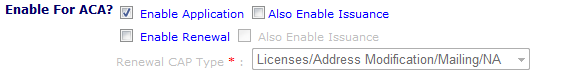 Enable For ACA? Enable Application Also Enable Issuance
Enable Renewal Also Enable Issuance
Renewal CAP Type * : Licenses/Address Modification/Mailing/NA